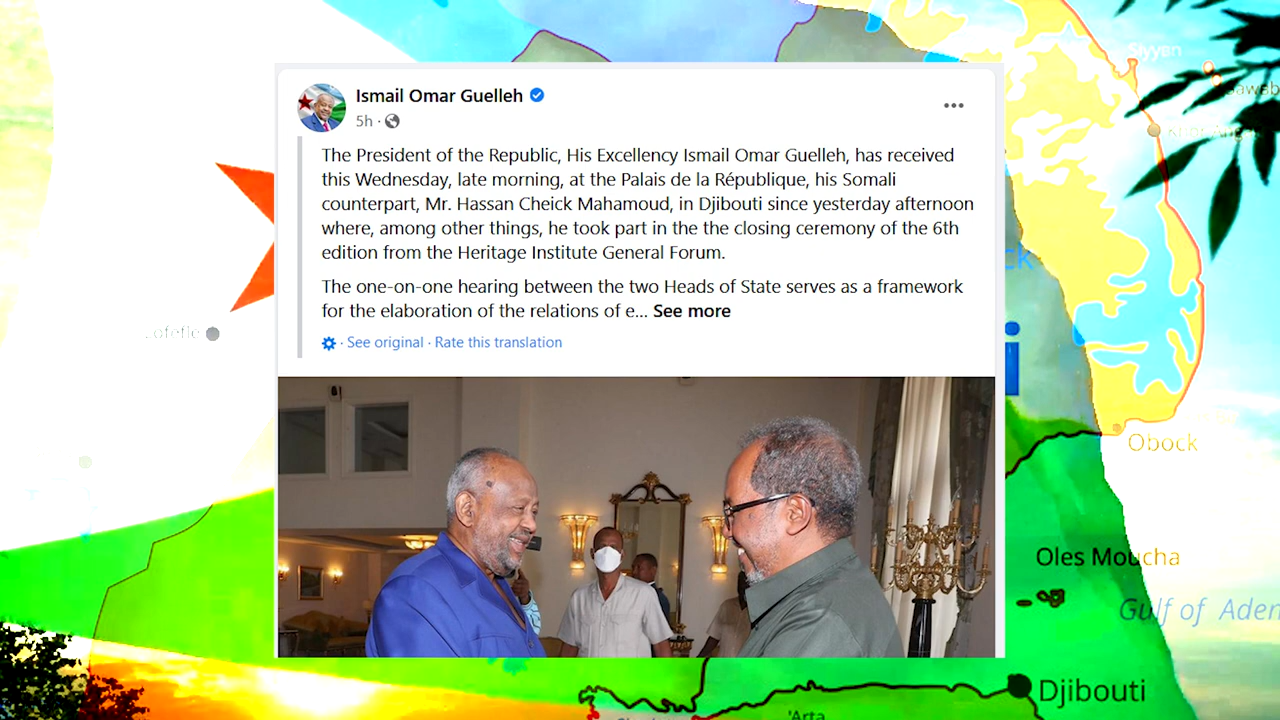 Ismail Omar Guelleh
5h ·
The President of the Republic, His Excellency Ismail Omar Guelleh, has received
this Wednesday, late morning, at the Palais de la République, his Somali
counterpart, Mr. Hassan Cheick Mahamoud, in Djibouti since yesterday afternoon
where, among other things, he took part in the the closing ceremony of the 6th
edition from the Heritage Institute General Forum.
The one-on-one hearing between the two Heads of State serves as a framework
for the elaboration of the relations of e... See more
· See original · Rate this translation
Obock
Oles Moucha
Gulf of Aden
Djibouti
'Arta